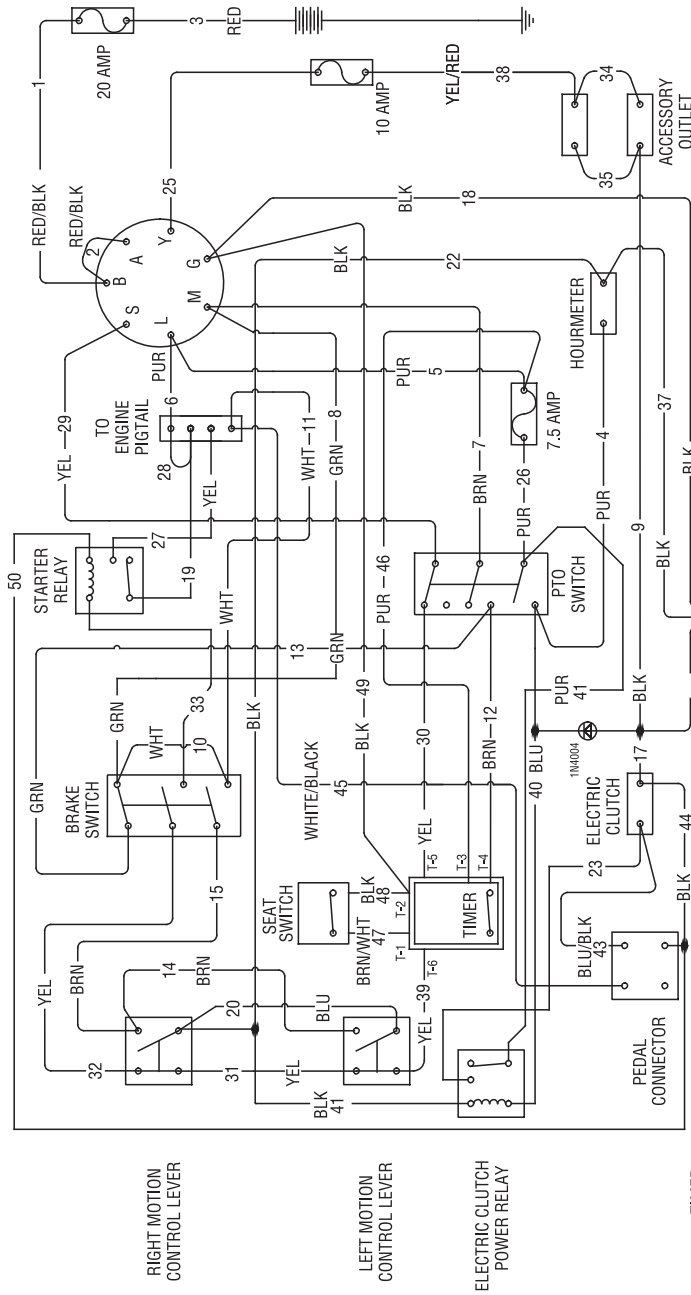 50
RIGHT MOTION
CONTROL LEVER
32
YEL
BRN
GRN
BRAKE
SWITCH
STARTER
RELAY
YEL
29
14
BRN
15
WHT
10
GRN
33
27
19
28
YEL
TO
ENGINE
PIGTAIL
6
PUR
L
S
B
A
Y
G
M
2
RED/BLK
RED/BLK
1
20 AMP
3
RED
31
YEL
20
BLU
BLK
WHT
WHT
11
13
GRN
GRN
8
25
10 AMP
YEL/RED
38
34
35
ACCESSORY
OUTLET
LEFT MOTION
CONTROL LEVER
BLK
41
SEAT
SWITCH
WHITE/BLACK
45
BLK
49
PUR
46
PUR
5
BLK
22
BLK
18
BRN/WHT
47
BLK
48
T-1
T-2
T-5
T-3
T-4
T-6
TIMER
YEL
39
YEL
30
BRN
12
BRN
7
PUR
26
7.5 AMP
ELECTRIC CLUTCH
POWER RELAY
40
BLU
PTO
SWITCH
PUR
41
PUR
4
HOURMETER
1N4004
BLU/BLK
43
23
ELECTRIC
CLUTCH
17
BLK
9
BLK
37
PEDAL
CONNECTOR
BLK
44
BLK